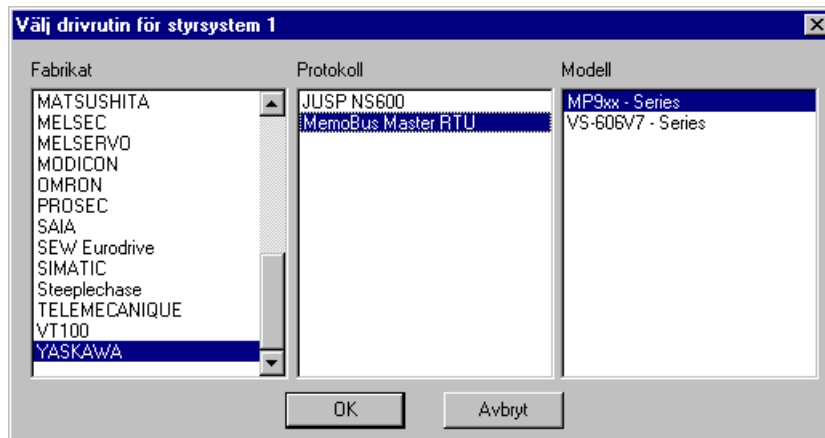 Välj drivrutin för styrsystem 1
Fabrikat
MATSUSHITA
MELSEC
MELSERVO
MODICON
OMRON
PROSEC
SAIA
SEW Eurodrive
SIMATIC
Steeplechase
TELEMECANIQUE
VT100
YASKAWA
Protokoll
JUSP NS600
MemoBus Master RTU
Modell
MP9xx - Series
VS-606V7 - Series
OK
Avbryt